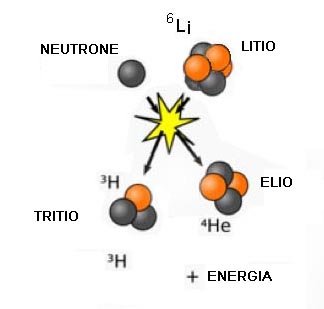 ⁶Li
NEUTRONE
LITIO
³H
ELIO
TRITIO
⁴He
³H
+ ENERGIA